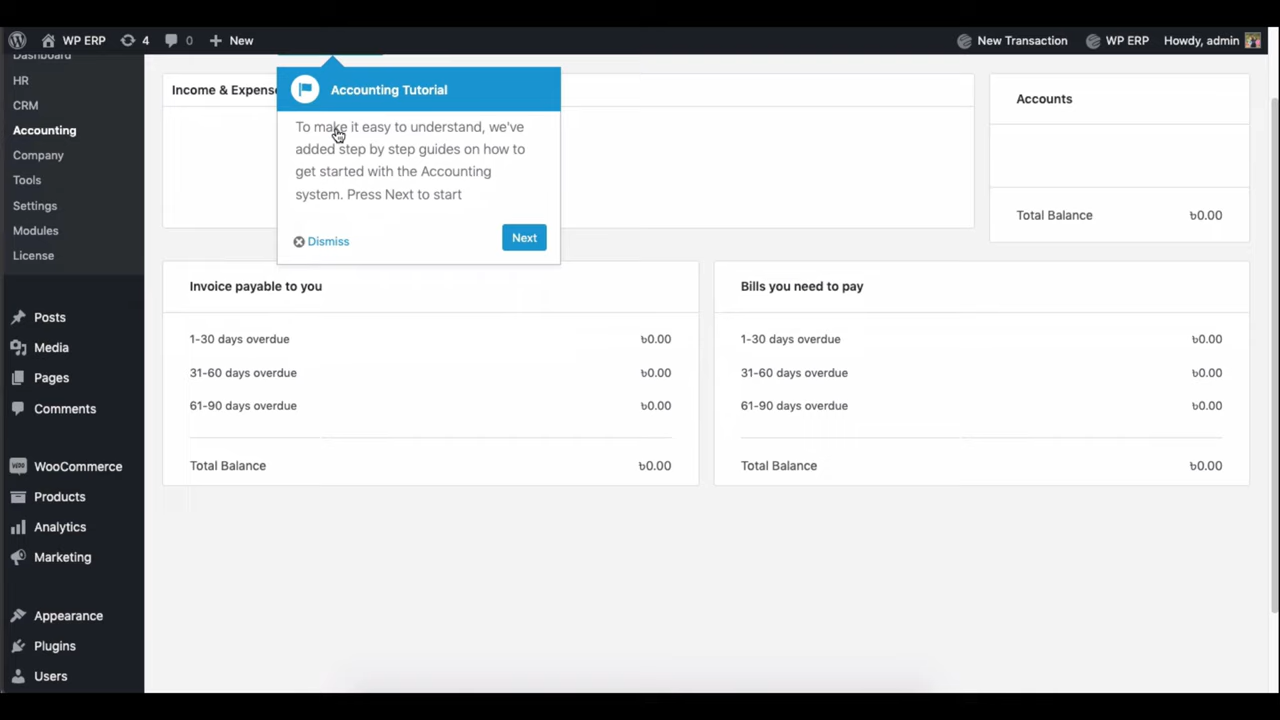 WP ERP 4 0 New New Transaction WP ERP Howdy, admin
Dashboard
HR
CRM
Accounting
Company
Tools
Settings
Modules
License
Posts
Media
Pages
Comments
WooCommerce
Products
Analytics
Marketing
Appearance
Plugins
Users
Income & Expense
Accounting Tutorial
To make it easy to understand, we've
added step by step guides on how to
get started with the Accounting
system. Press Next to start
Dismiss Next
Accounts
Total Balance ৳0.00
Invoice payable to you
1-30 days overdue ৳0.00
31-60 days overdue ৳0.00
61-90 days overdue ৳0.00
Total Balance ৳0.00
Bills you need to pay
1-30 days overdue ৳0.00
31-60 days overdue ৳0.00
61-90 days overdue ৳0.00
Total Balance ৳0.00